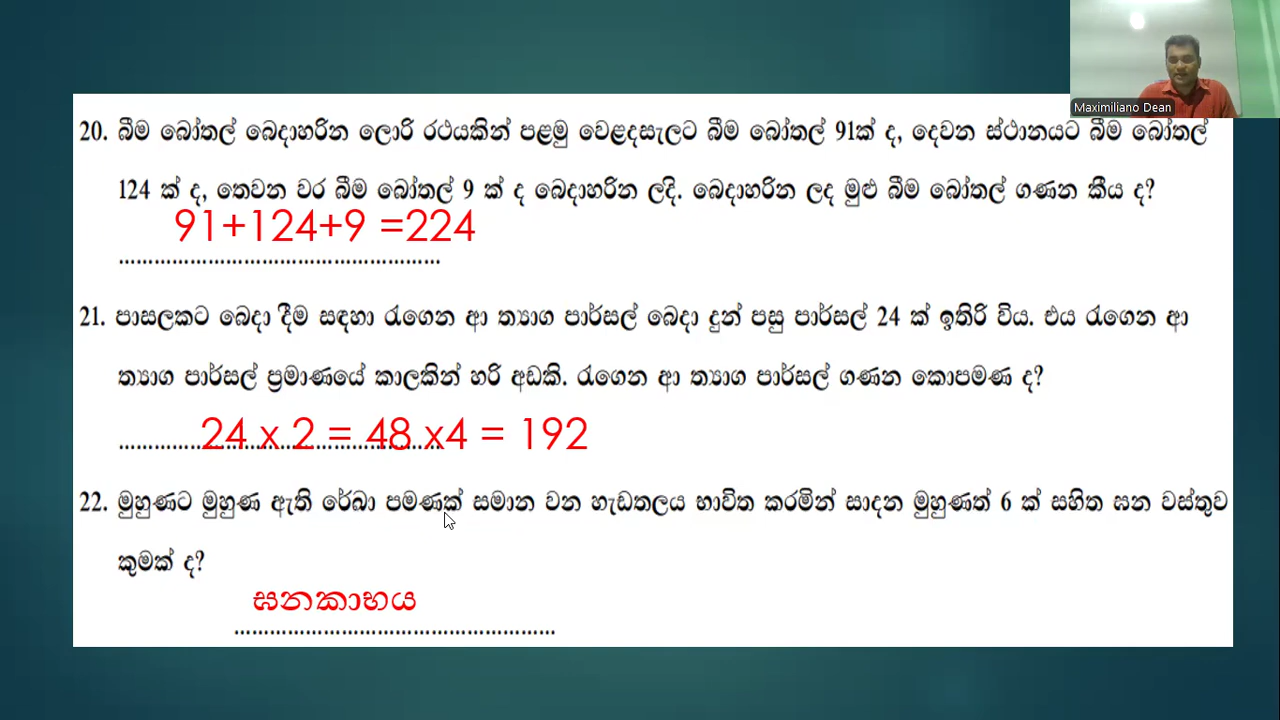 Maximiliano Dean
20. බීම බෝතල් බෙදාහරින ලොරි රථයකින් පළමු වෙළදසැලට බීම බෝතල් 91ක් ද, දෙවන ස්ථානයට බීම බෝතල්
124 ක් ද, තෙවන වර බීම බෝතල් 9 ක් ද බෙදාහරින ලදි. බෙදාහරින ලද මුළු බීම බෝතල් ගණන කීය ද?
91+124+9 =224
......................................................
21. පාසලකට බෙදා දීම සඳහා රැගෙන ආ ත්‍යාග පාර්සල් බෙදා දුන් පසු පාර්සල් 24 ක් ඉතිරි විය. එය රැගෙන ආ
ත්‍යාග පාර්සල් ප්‍රමාණයේ කාලකින් හරි අඩකි. රැගෙන ආ ත්‍යාග පාර්සල් ගණන කොපමණ ද?
24 x 2 = 48 x4 = 192
......................................................
22. මුහුණට මුහුණ ඇති රේඛා පමණක් සමාන වන හැඩතලය භාවිත කරමින් සාදන මුහුණත් 6 ක් සහිත ඝන වස්තුව
කුමක් ද?
ඝනකාභය
......................................................